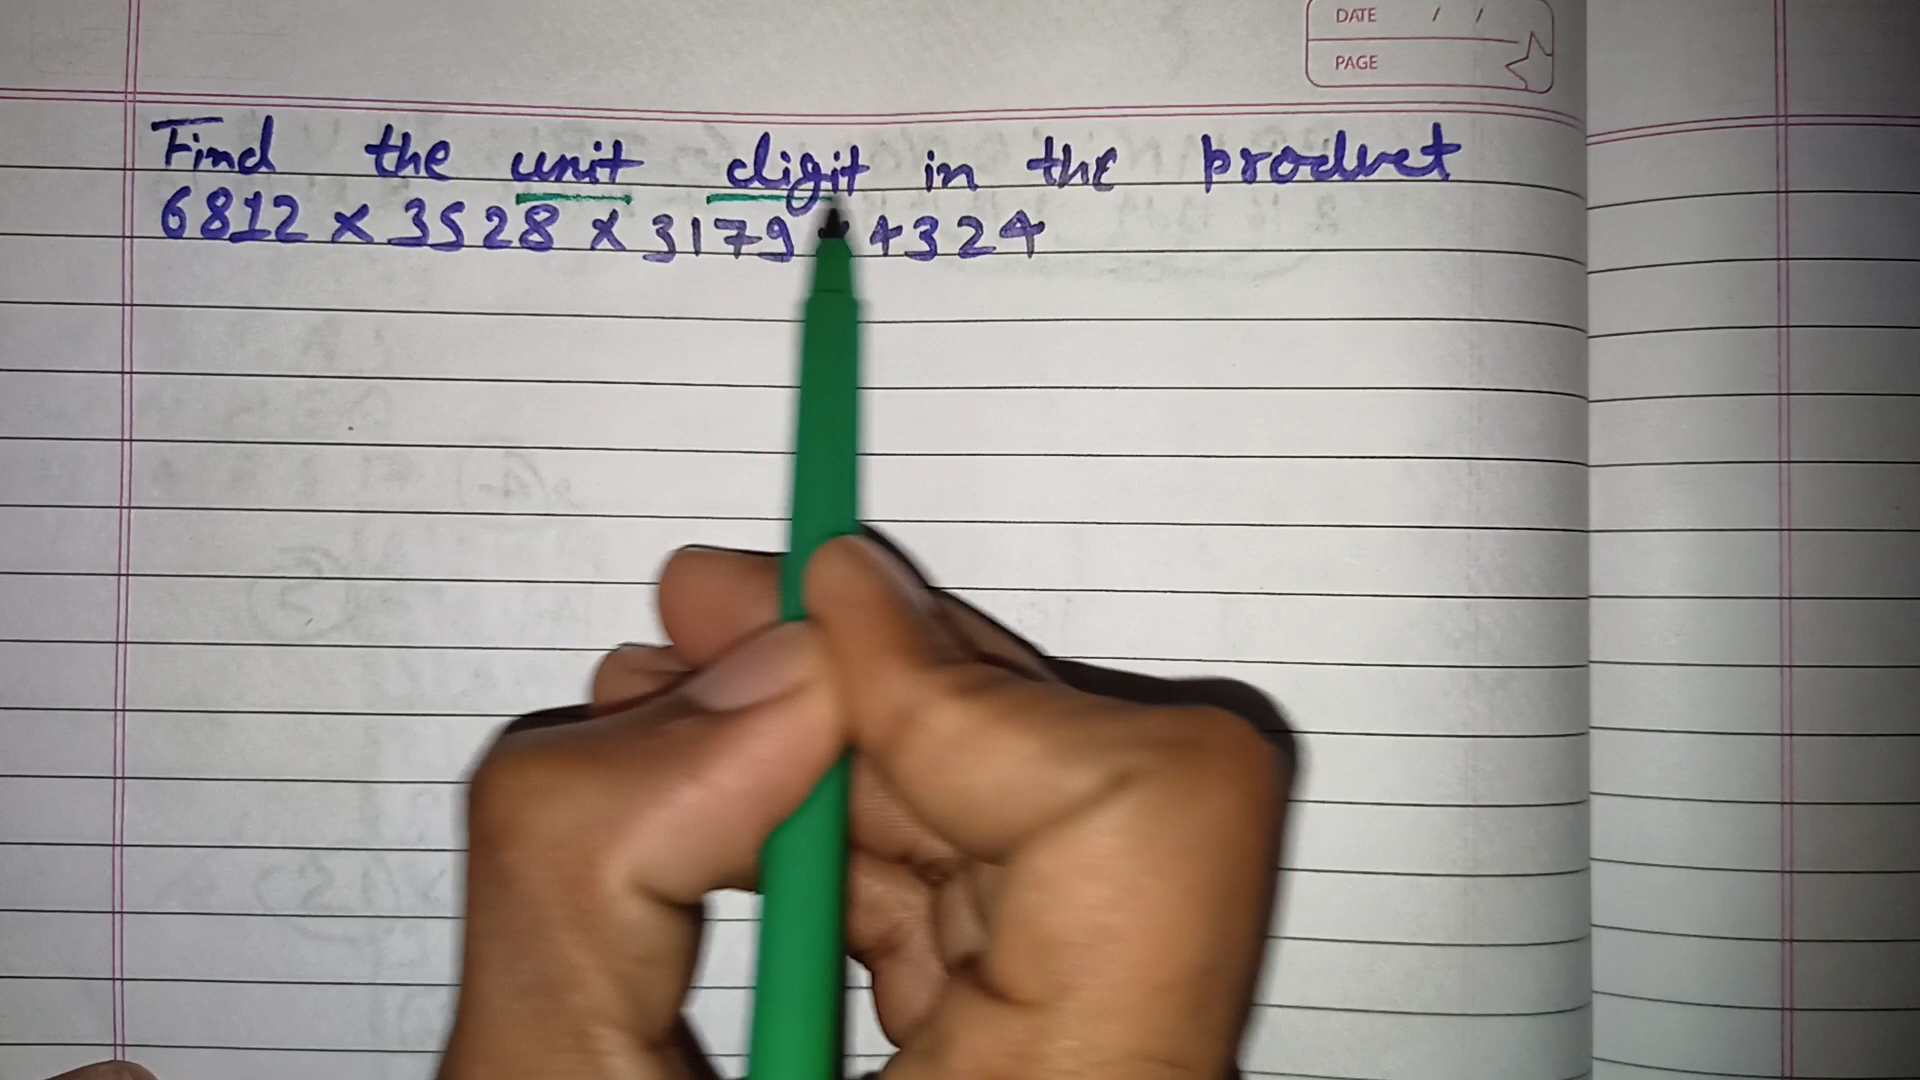 DATE / /
PAGE
Find the unit digit in the product
6812 x 3528 x 3179 4324